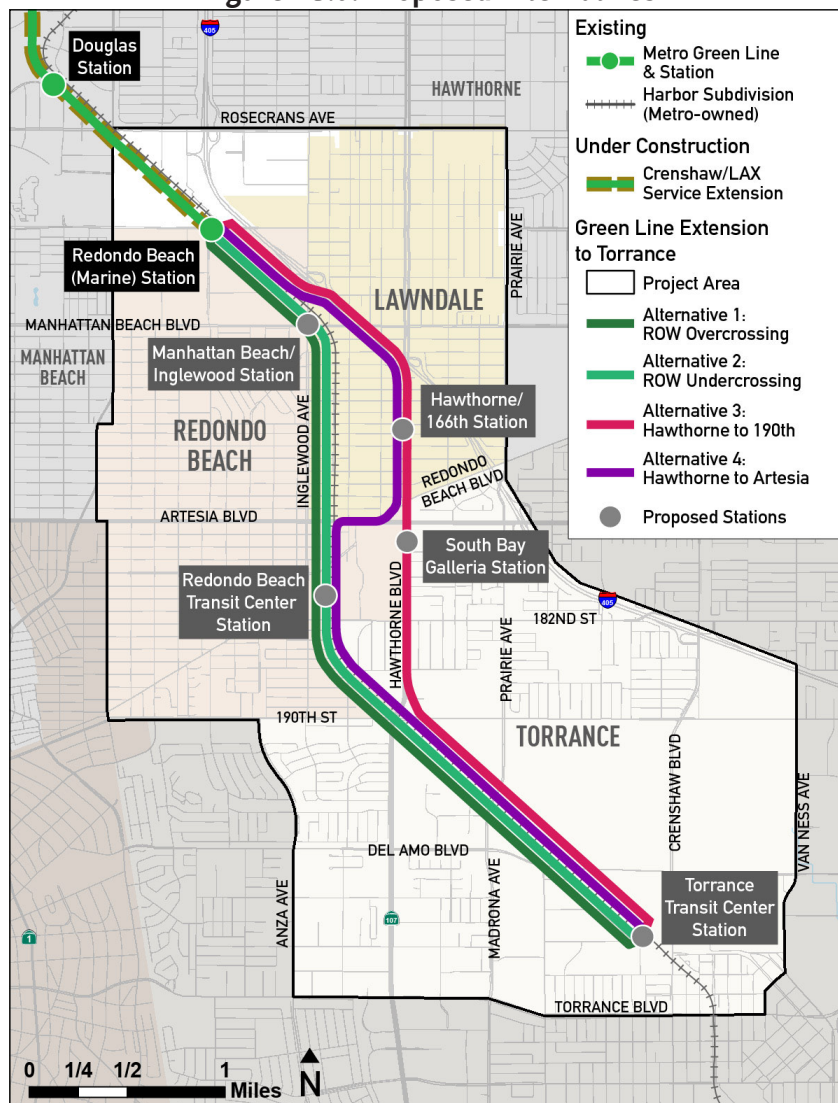 Douglas
Station
405
HAWTHORNE
ROSECRANS AVE
PRAIRIE AVE
Redondo Beach
(Marine) Station
LAWNDALE
MANHATTAN BEACH BLVD
MANHATTAN
BEACH
Manhattan Beach/
Inglewood Station
Hawthorne/
166th Station
REDONDO
BEACH
INGLEWOOD AVE
REDONDO
BEACH BLVD
ARTESIA BLVD
South Bay
Galleria Station
Redondo Beach
Transit Center
Station
HAWTHORNE BLVD
405
182ND ST
PRAIRIE AVE
190TH ST
TORRANCE
CRENSHAW BLVD
VAN NESS AVE
DEL AMO BLVD
ANZA AVE
MADRONA AVE
Torrance
Transit Center
Station
107
1
TORRANCE BLVD
0 1/4 1/2 1
Miles
N
Existing
Metro Green Line
& Station
Harbor Subdivision
(Metro-owned)
Under Construction
Crenshaw/LAX
Service Extension
Green Line Extension
to Torrance
Project Area
Alternative 1:
ROW Overcrossing
Alternative 2:
ROW Undercrossing
Alternative 3:
Hawthorne to 190th
Alternative 4:
Hawthorne to Artesia
Proposed Stations